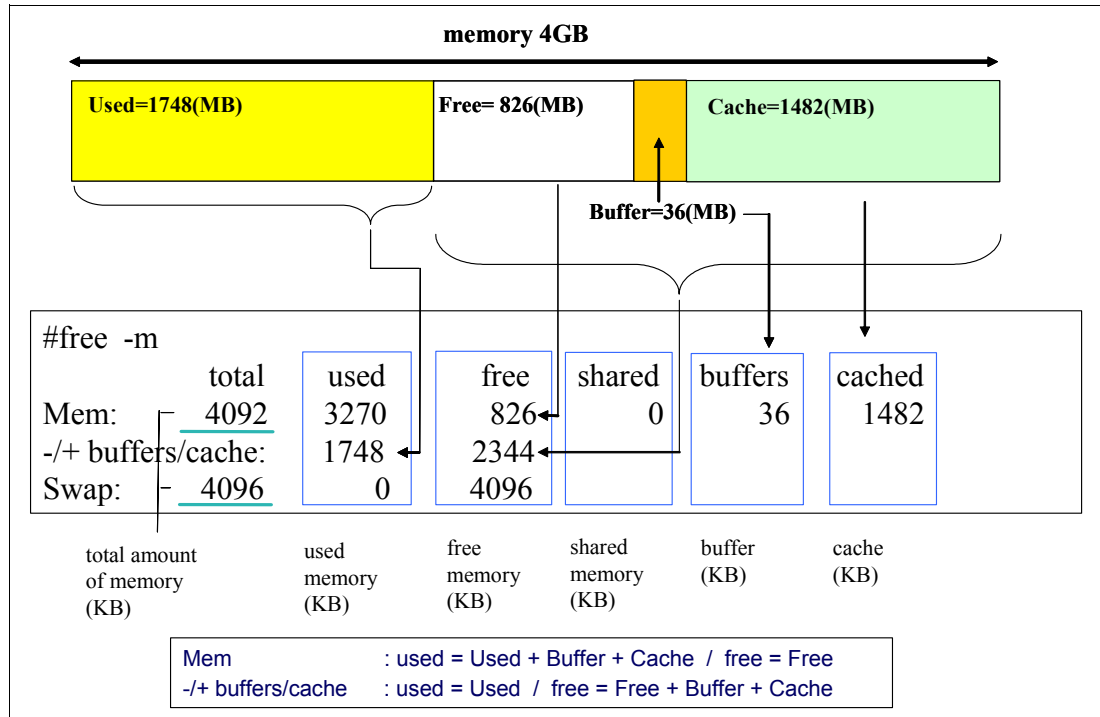 memory 4GB
Used=1748(MB)
Free= 826(MB)
Cache=1482(MB)
Buffer=36(MB)
#free -m
total used free shared buffers cached
Mem: 4092 3270 826 0 36 1482
-/+ buffers/cache: 1748 2344
Swap: 4096 0 4096
total amount
of memory
(KB)
used
memory
(KB)
free
memory
(KB)
shared
memory
(KB)
buffer
(KB)
cache
(KB)
Mem : used = Used + Buffer + Cache / free = Free
-/+ buffers/cache : used = Used / free = Free + Buffer + Cache